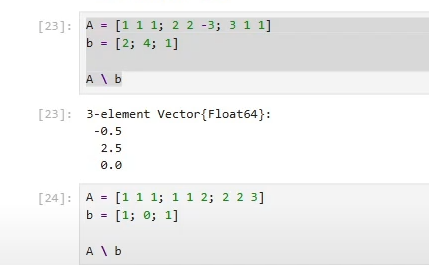 [23]: A = [1 1 1; 2 2 -3; 3 1 1]
b = [2; 4; 1]
A \ b
[23]: 3-element Vector{Float64}:
-0.5
2.5
0.0
[24]: A = [1 1 1; 1 1 2; 2 2 3]
b = [1; 0; 1]
A \ b